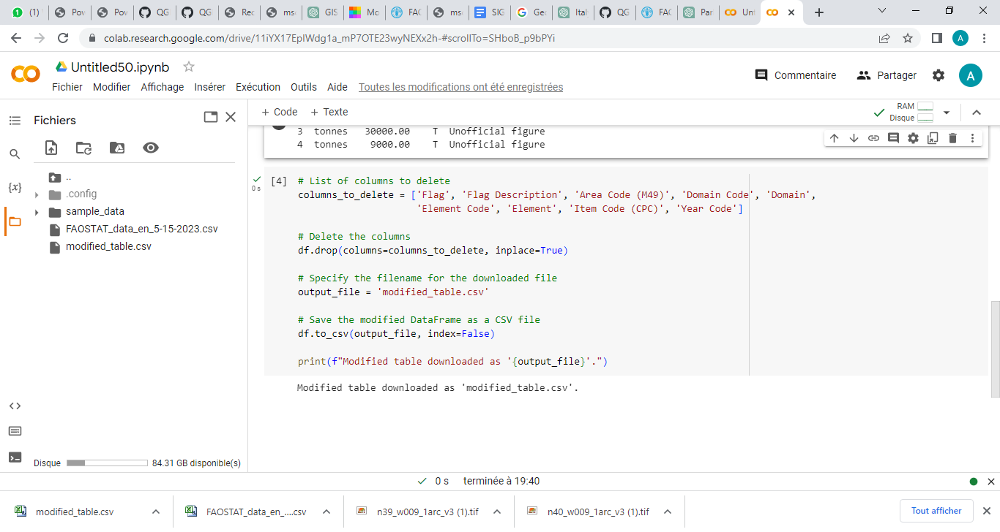 (1)
Pov
Pov
QG
QG
Rec
ms
GIS
Mo
FAC
ms
SIG
Geo
Ital
QG
FAC
Par
Unt
colab.research.google.com/drive/11iYX17EpIWdg1a_mP7OTE23wyNEXx2h-#scrollTo=SHboB_p9bPYi
A
Untitled50.ipynb
Fichier Modifier Affichage Insérer Exécution Outils Aide Toutes les modifications ont été enregistrées
Commentaire
Partager
A
Fichiers
+ Code + Texte
RAM
Disque
..
.config
sample_data
FAOSTAT_data_en_5-15-2023.csv
modified_table.csv
{x}
<>
Disque 84.31 GB disponible(s)
3 tonnes 30000.00 T Unofficial figure
4 tonnes 9000.00 T Unofficial figure
0 s
[4] # List of columns to delete
columns_to_delete = ['Flag', 'Flag Description', 'Area Code (M49)', 'Domain Code', 'Domain',
'Element Code', 'Element', 'Item Code (CPC)', 'Year Code']
# Delete the columns
df.drop(columns=columns_to_delete, inplace=True)
# Specify the filename for the downloaded file
output_file = 'modified_table.csv'
# Save the modified DataFrame as a CSV file
df.to_csv(output_file, index=False)
print(f"Modified table downloaded as '{output_file}'.")
Modified table downloaded as 'modified_table.csv'.
0 s terminée à 19:40
modified_table.csv
FAOSTAT_data_en_....csv
n39_w009_1arc_v3 (1).tif
n40_w009_1arc_v3 (1).tif
Tout afficher